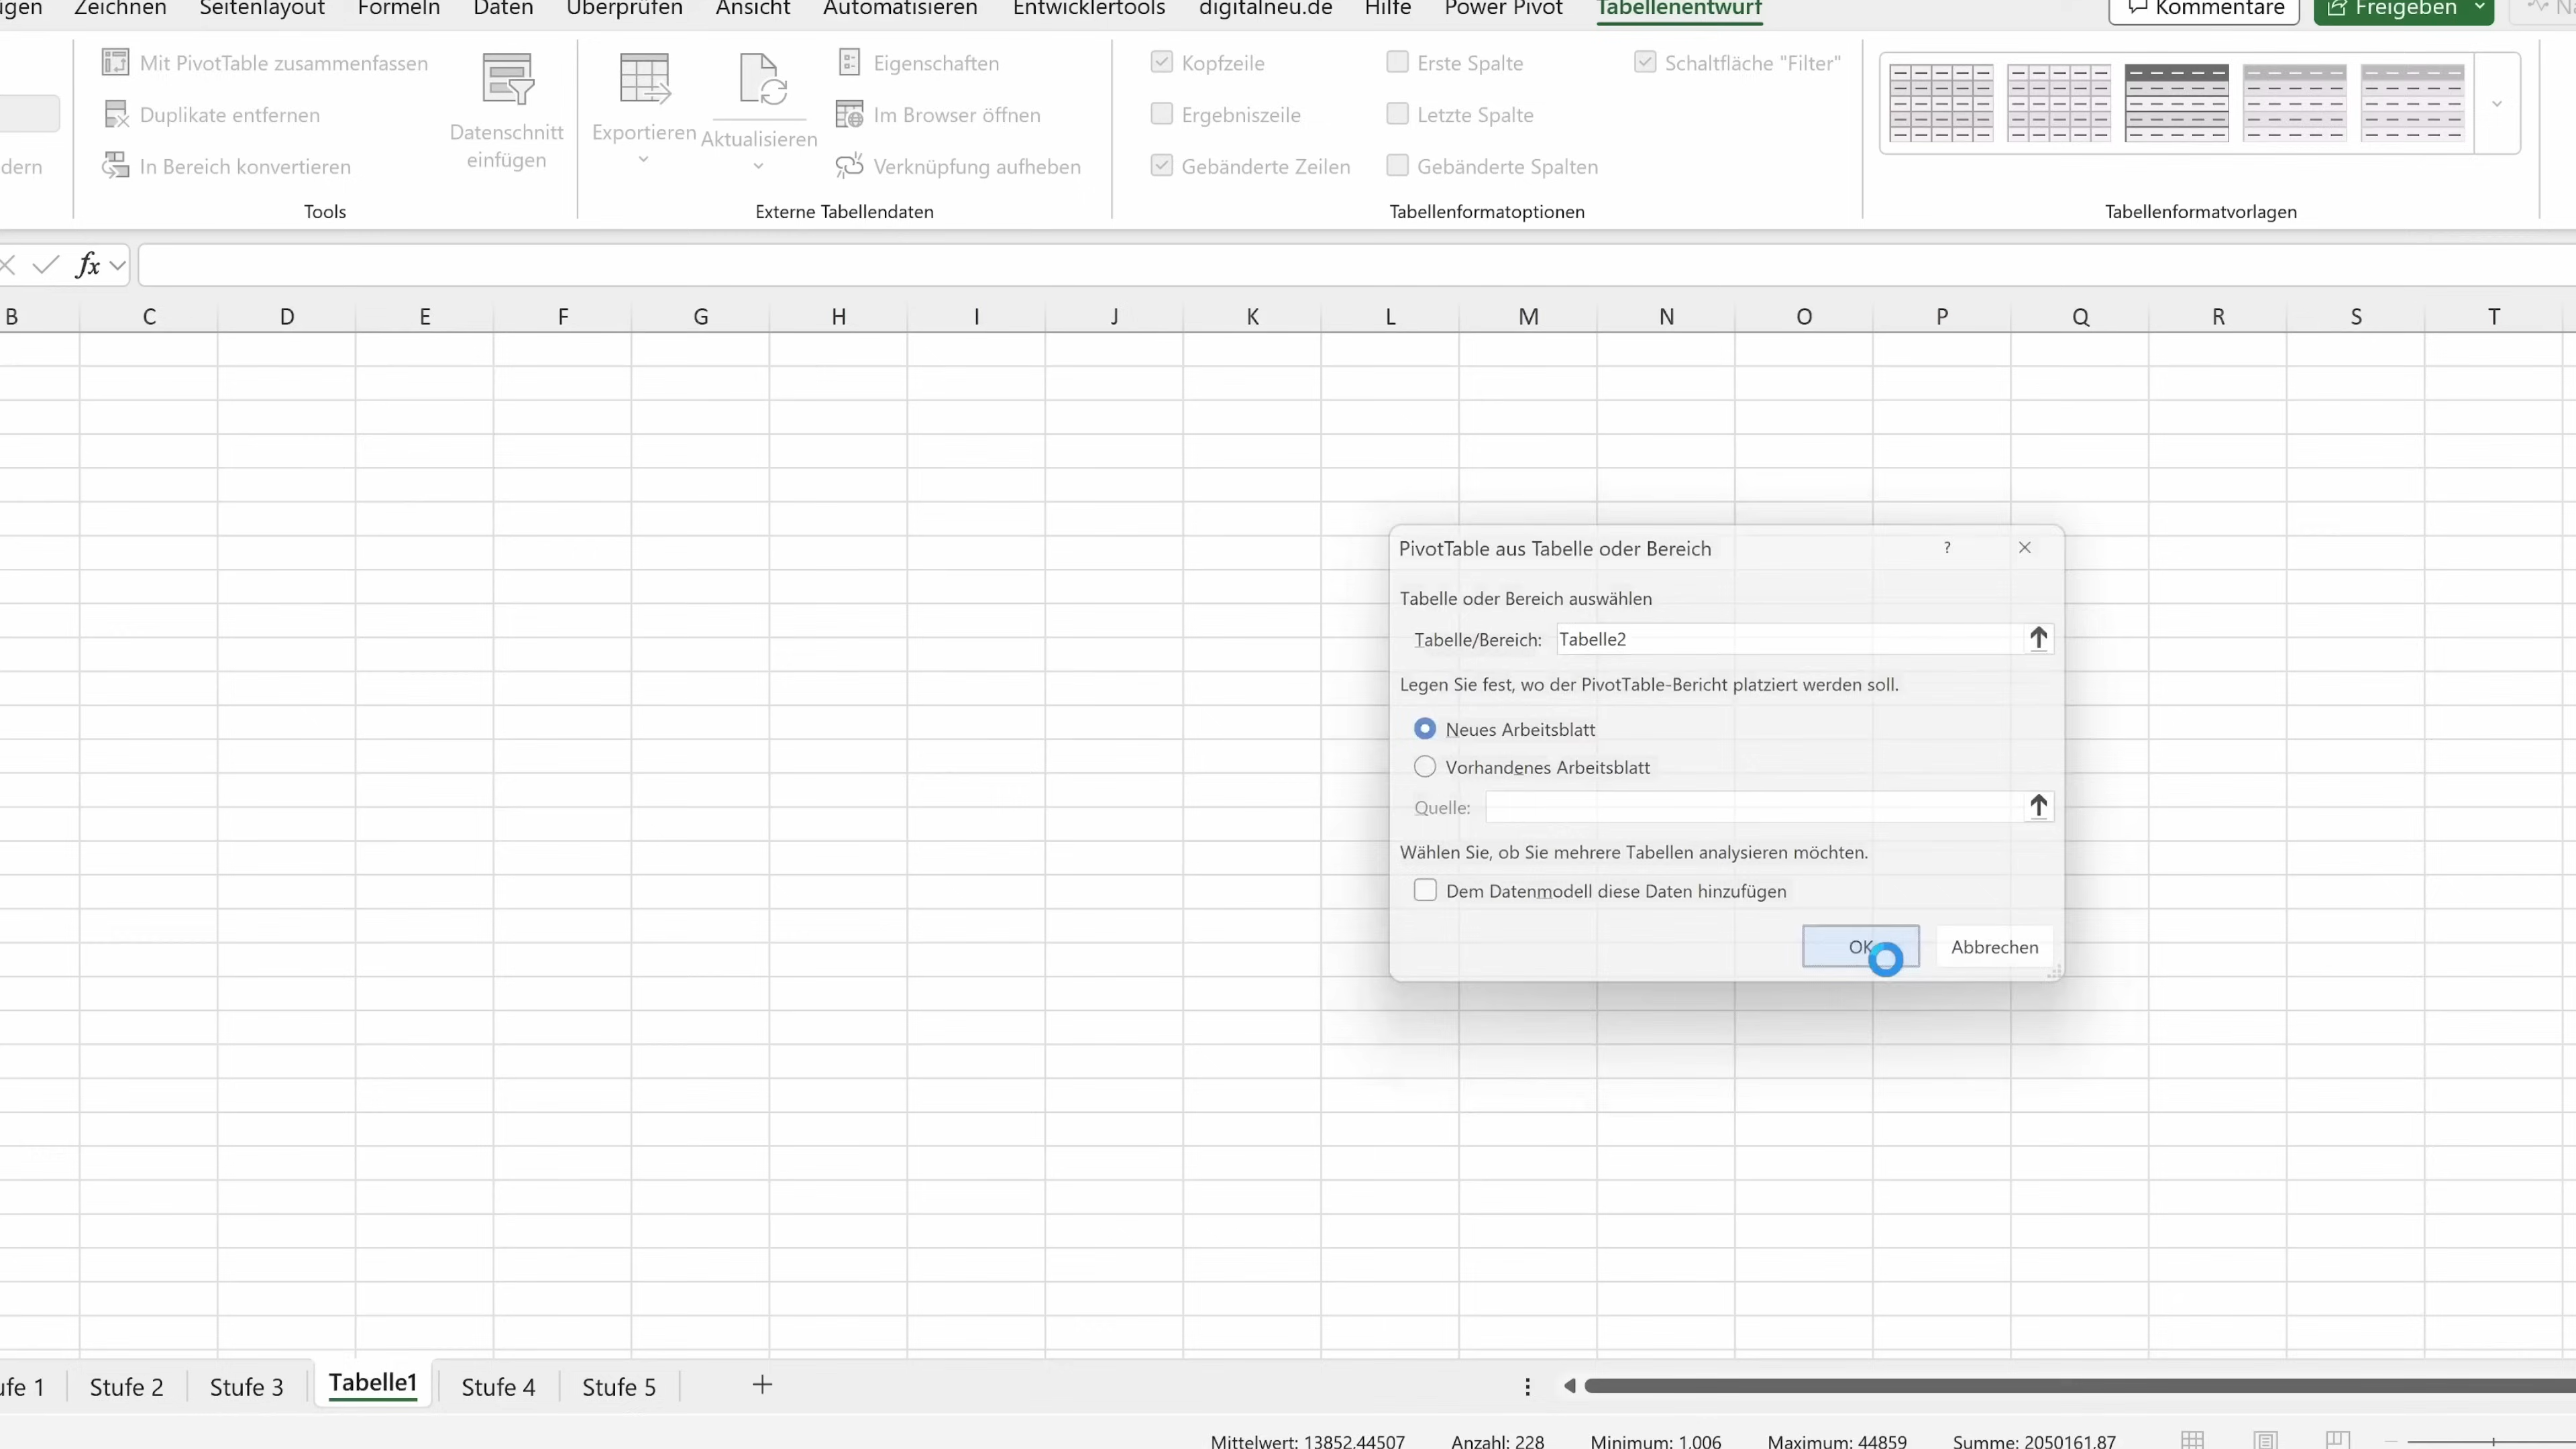 Zeichnen Seitenlayout Formeln Daten Überprüfen Ansicht Automatisieren Entwicklertools digitalneu.de Hilfe Power Pivot Tabellenentwurf Kommentare Freigeben
Mit PivotTable zusammenfassen
Duplikate entfernen
In Bereich konvertieren
Datenschnitt
einfügen
Tools
Exportieren
Aktualisieren
Eigenschaften
Im Browser öffnen
Verknüpfung aufheben
Externe Tabellendaten
Kopfzeile
Ergebniszeile
Gebänderte Zeilen
Erste Spalte
Letzte Spalte
Gebänderte Spalten
Schaltfläche "Filter"
Tabellenformatoptionen
Tabellenformatvorlagen
fx
B C D E F G H I J K L M N O P Q R S T
PivotTable aus Tabelle oder Bereich ?
Tabelle oder Bereich auswählen
Tabelle/Bereich: Tabelle2
Legen Sie fest, wo der PivotTable-Bericht platziert werden soll.
Neues Arbeitsblatt
Vorhandenes Arbeitsblatt
Quelle:
Wählen Sie, ob Sie mehrere Tabellen analysieren möchten.
Dem Datenmodell diese Daten hinzufügen
OK Abbrechen
Stufe 2 Stufe 3 Tabelle1 Stufe 4 Stufe 5
Mittelwert: 13852,44507 Anzahl: 228 Minimum: 1,006 Maximum: 44859 Summe: 2050161,87